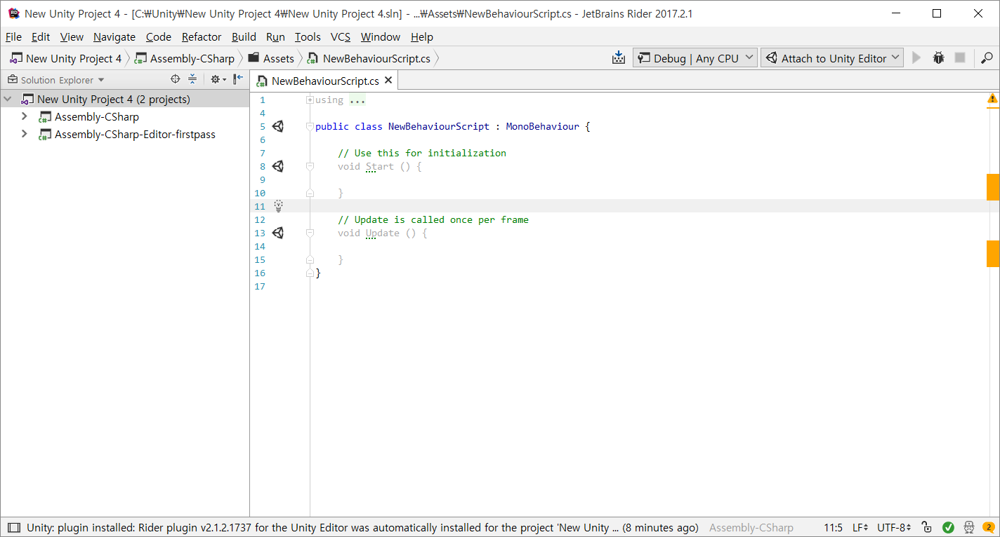 New Unity Project 4 - [C:₩Unity₩New Unity Project 4₩New Unity Project 4.sln] - ...₩Assets₩NewBehaviourScript.cs - JetBrains Rider 2017.2.1
File Edit View Navigate Code Refactor Build Run Tools VCS Window Help
New Unity Project 4 Assembly-CSharp Assets NewBehaviourScript.cs Debug | Any CPU Attach to Unity Editor
Solution Explorer
NewBehaviourScript.cs
New Unity Project 4 (2 projects)
Assembly-CSharp
Assembly-CSharp-Editor-firstpass
1 using ...
4
5 public class NewBehaviourScript : MonoBehaviour {
6
7 // Use this for initialization
8 void Start () {
9
10 }
11
12 // Update is called once per frame
13 void Update () {
14
15 }
16 }
17
Unity: plugin installed: Rider plugin v2.1.2.1737 for the Unity Editor was automatically installed for the project 'New Unity ... (8 minutes ago) Assembly-CSharp 11:5 LF UTF-8 2